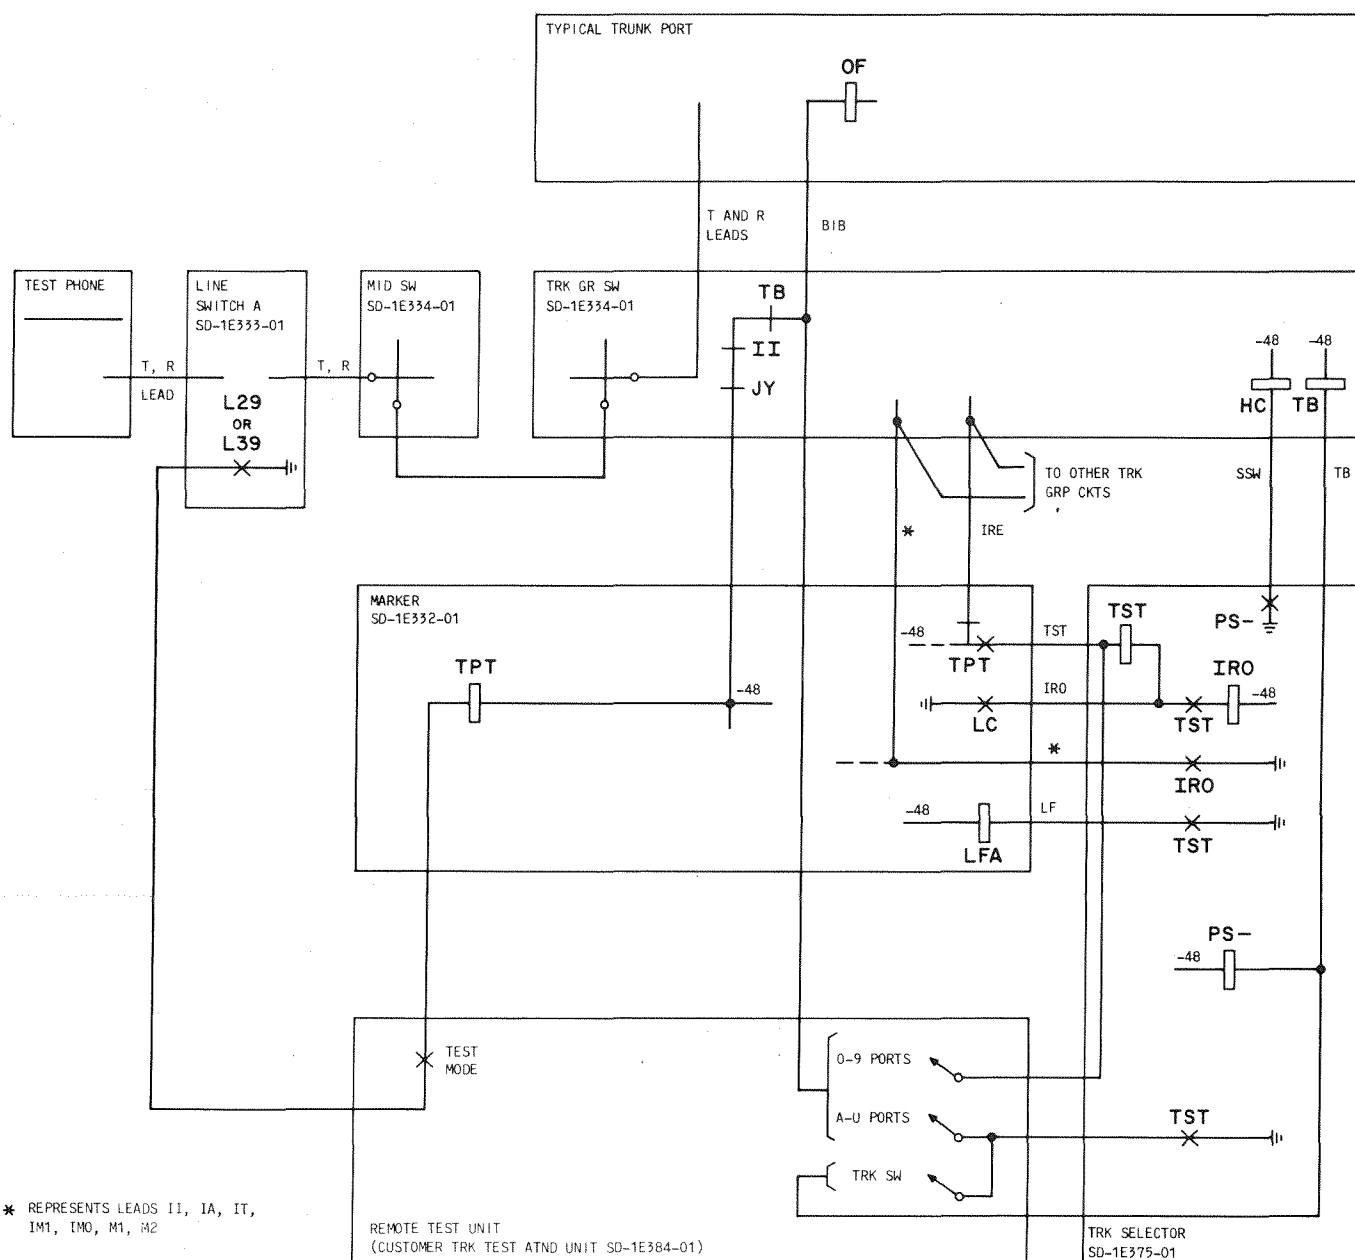 TYPICAL TRUNK PORT
OF
T AND R
LEADS
BIB
TEST PHONE
LINE
SWITCH A
SD-1E333-01
MID SW
SD-1E334-01
TRK GR SW
SD-1E334-01
TB
II
JY
-48
-48
HC
TB
T, R
LEAD
T, R
L29
OR
L39
TO OTHER TRK
GRP CKTS
SSW
TB
*
IRE
MARKER
SD-1E332-01
-48
TST
TST
PS-
TPT
TPT
IRO
-48
IRO
-48
LC
TST
*
IRO
-48
LF
LFA
TST
PS-
-48
TEST
MODE
0-9 PORTS
A-U PORTS
TST
TRK SW
* REPRESENTS LEADS II, IA, IT,
IM1, IM0, M1, M2
REMOTE TEST UNIT
(CUSTOMER TRK TEST ATND UNIT SD-1E384-01)
TRK SELECTOR
SD-1E375-01